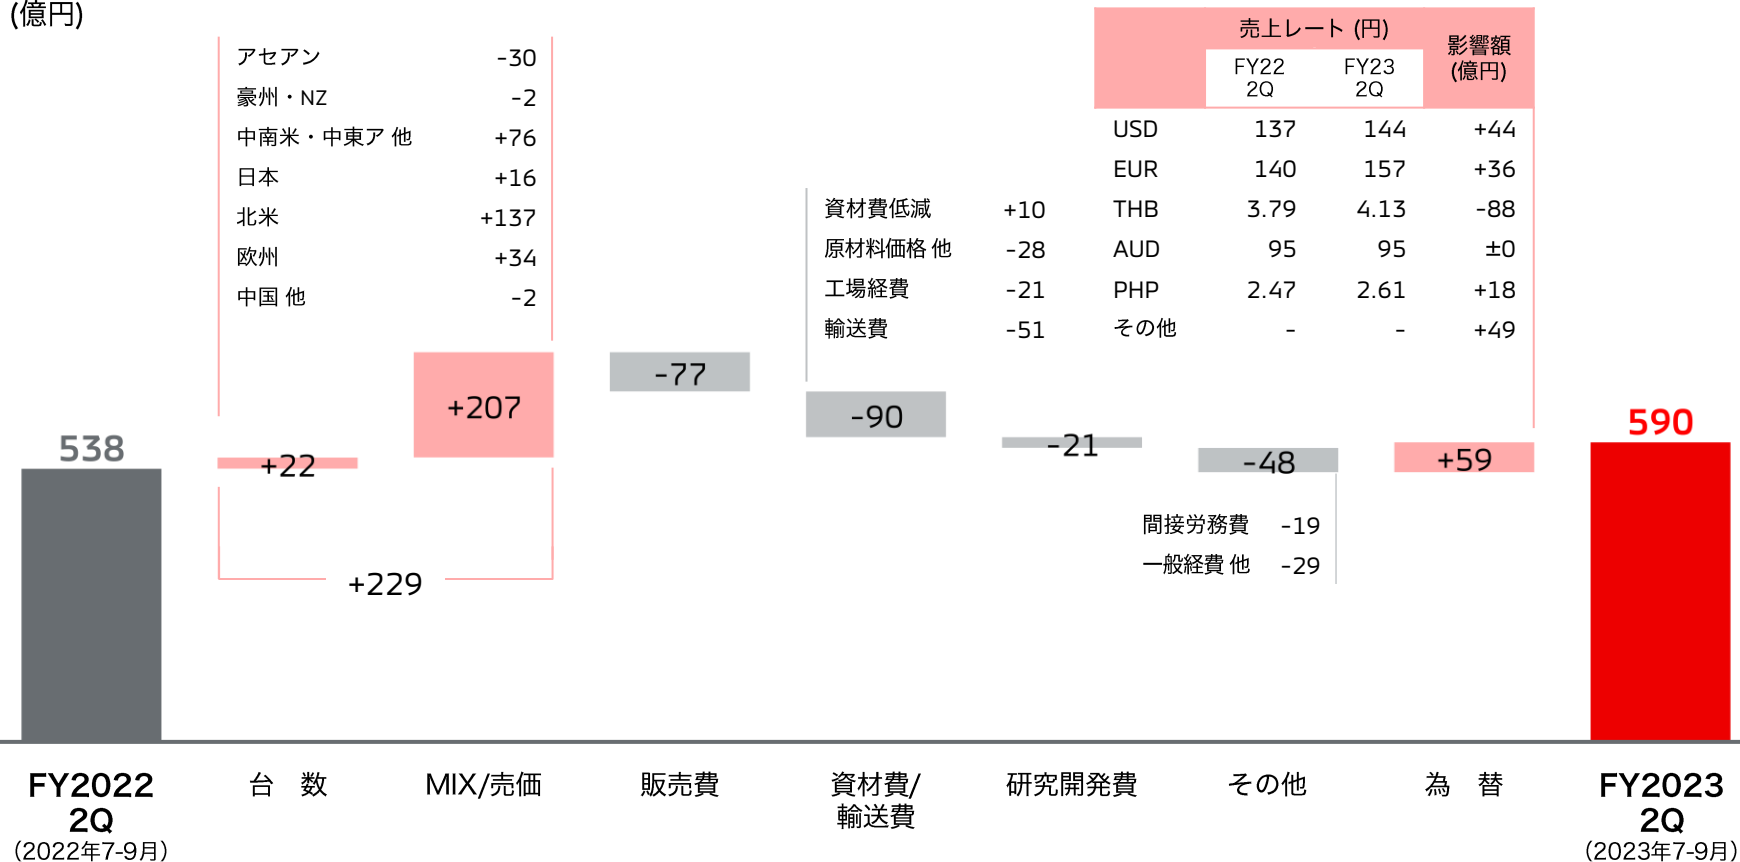 (億円)
アセアン -30
豪州・NZ -2
中南米・中東ア 他 +76
日本 +16
北米 +137
欧州 +34
中国 他 -2
売上レート (円)
影響額
(億円)
FY22
2Q
FY23
2Q
USD 137 144 +44
EUR 140 157 +36
THB 3.79 4.13 -88
AUD 95 95 ±0
PHP 2.47 2.61 +18
その他 - - +49
資材費低減 +10
原材料価格 他 -28
工場経費 -21
輸送費 -51
538
+22
+207
-77
-90
-21
-48
+59
590
+229
間接労務費 -19
一般経費 他 -29
FY2022
2Q
(2022年7-9月)
台 数
MIX/売価
販売費
資材費/
輸送費
研究開発費
その他
為 替
FY2023
2Q
(2023年7-9月)